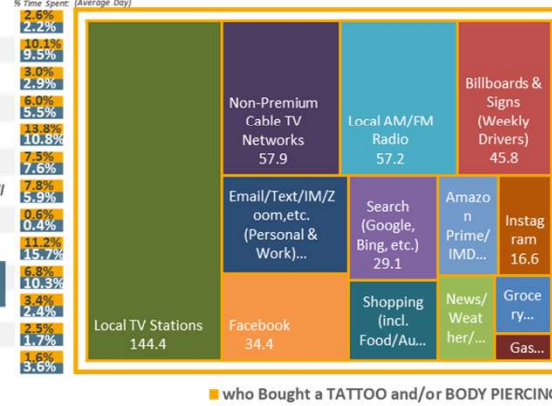 % Time Spent: (Average Day)
2.6%
2.2%
10.1%
9.5%
3.0%
2.9%
6.0%
5.5%
13.8%
10.8%
7.5%
7.6%
7.8%
5.9%
0.6%
0.4%
11.2%
15.7%
6.8%
10.3%
3.4%
2.4%
2.5%
1.7%
1.6%
3.6%
Local TV Stations
144.4
Non-Premium
Cable TV
Networks
57.9
Local AM/FM
Radio
57.2
Billboards &
Signs
(Weekly
Drivers)
45.8
Email/Text/IM/Z
oom,etc.
(Personal &
Work)...
Facebook
34.4
Search
(Google,
Bing, etc.)
29.1
Shopping
(incl.
Food/Au...
Amazo
n
Prime/
IMD...
Instag
ram
16.6
News/
Weat
her/...
Groce
ry...
Gas...
who Bought a TATTOO and/or BODY PIERCING